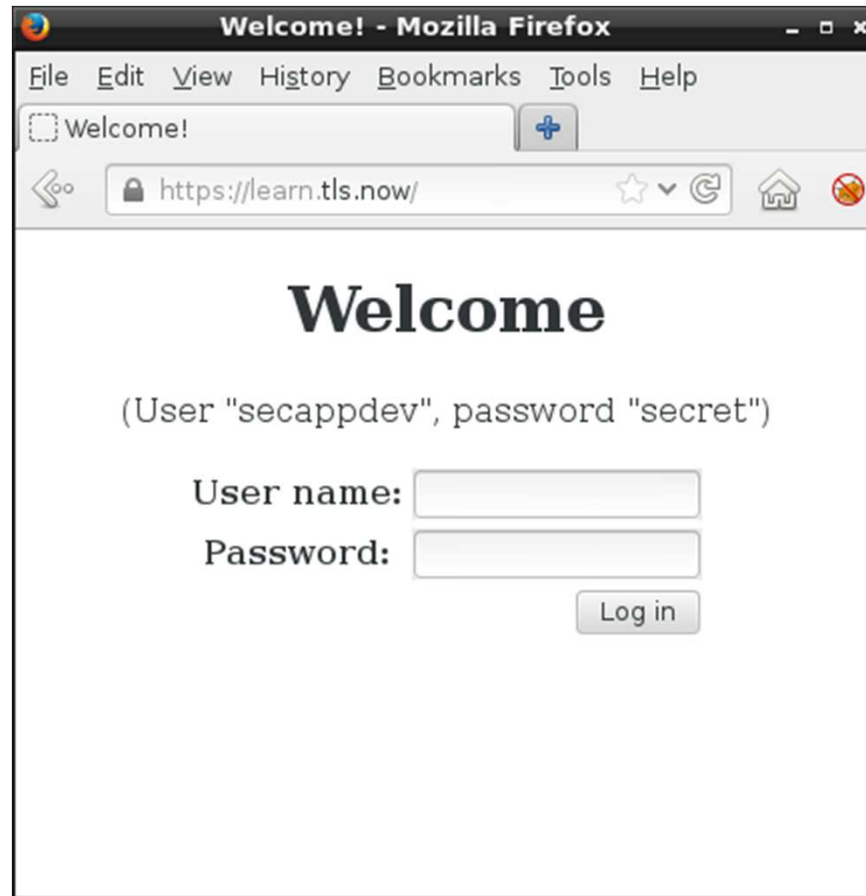 Welcome! - Mozilla Firefox
File Edit View History Bookmarks Tools Help
Welcome!
https://learn.tls.now/
Welcome
(User "secappdev", password "secret")
User name:
Password:
Log in